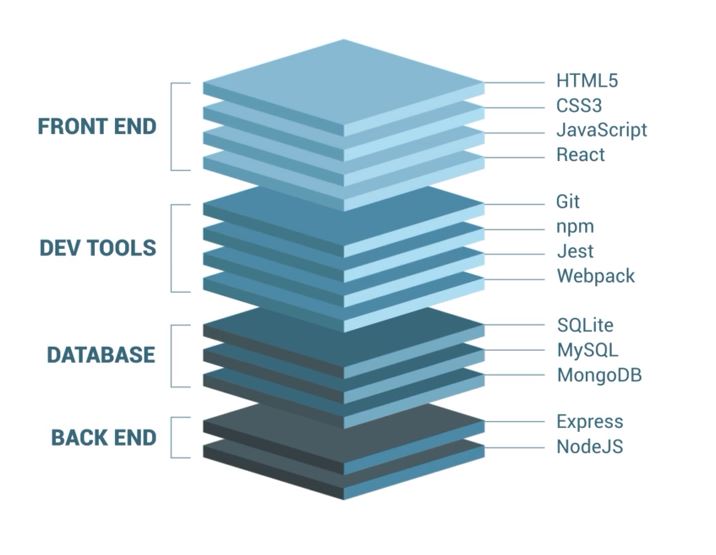 FRONT END
HTML5
CSS3
JavaScript
React
DEV TOOLS
Git
npm
Jest
Webpack
DATABASE
SQLite
MySQL
MongoDB
BACK END
Express
NodeJS